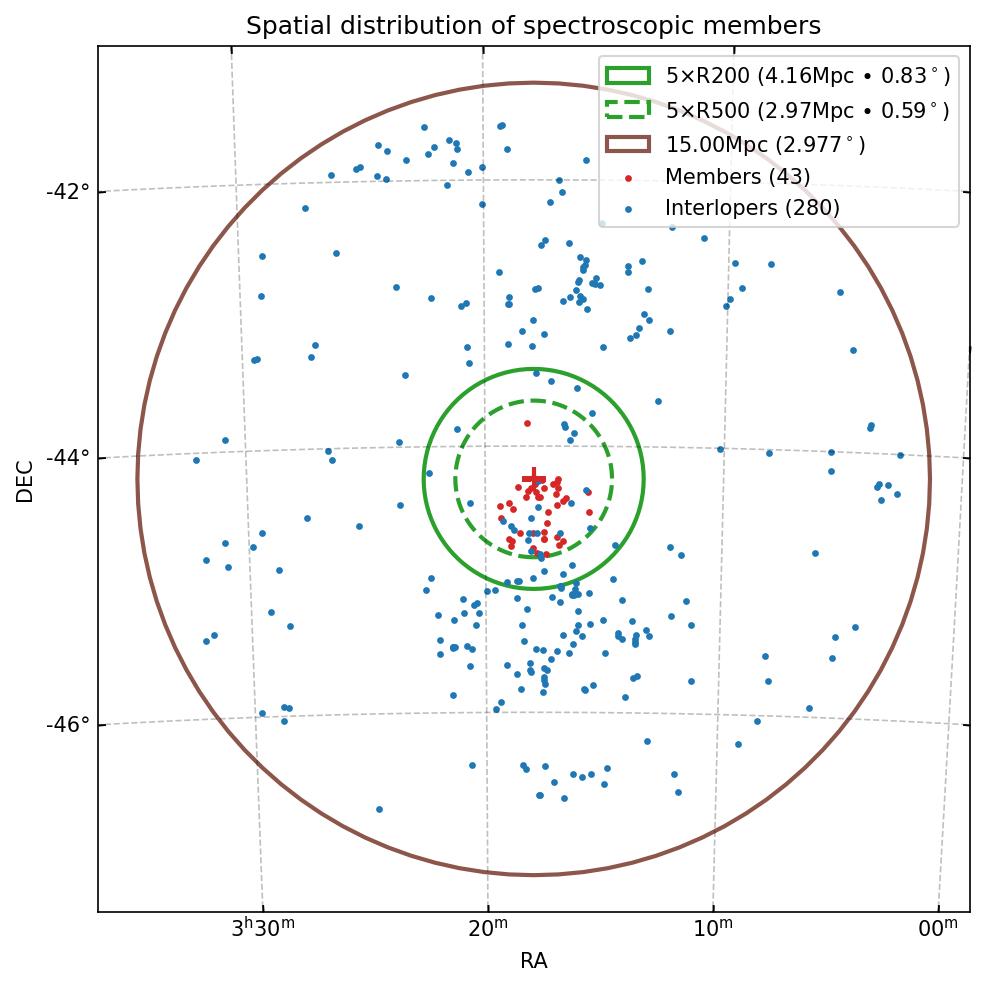 Spatial distribution of spectroscopic members
5×R200 (4.16Mpc • 0.83°)
5×R500 (2.97Mpc • 0.59°)
15.00Mpc (2.977°)
Members (43)
Interlopers (280)
-42°
-44°
DEC
-46°
3ʰ30ᵐ 20ᵐ 10ᵐ 00ᵐ
RA